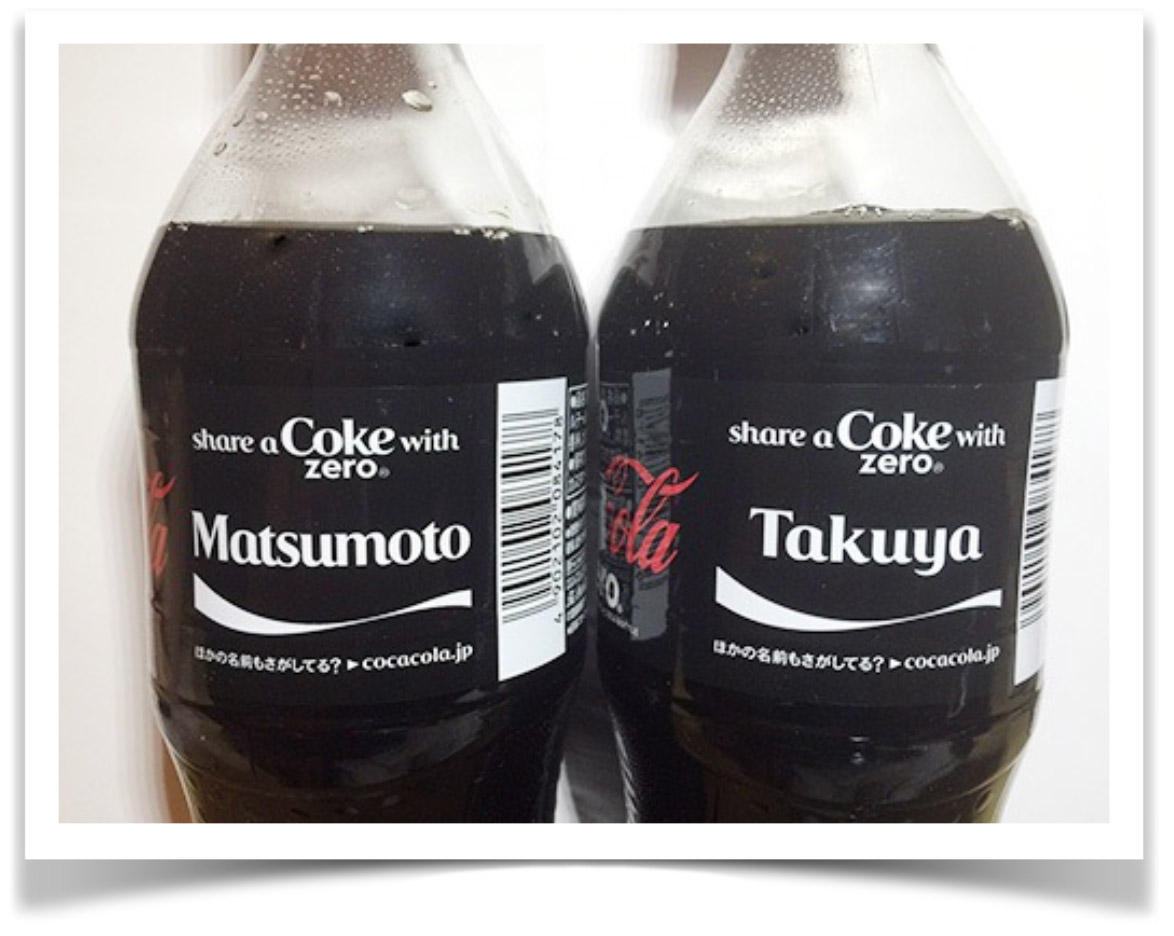 share a Coke with
zero®
Matsumoto
ほかの名前もさがしてる? ►cocacola.jp
share a Coke with
zero®
Takuya
ほかの名前もさがしてる? ►cocacola.jp